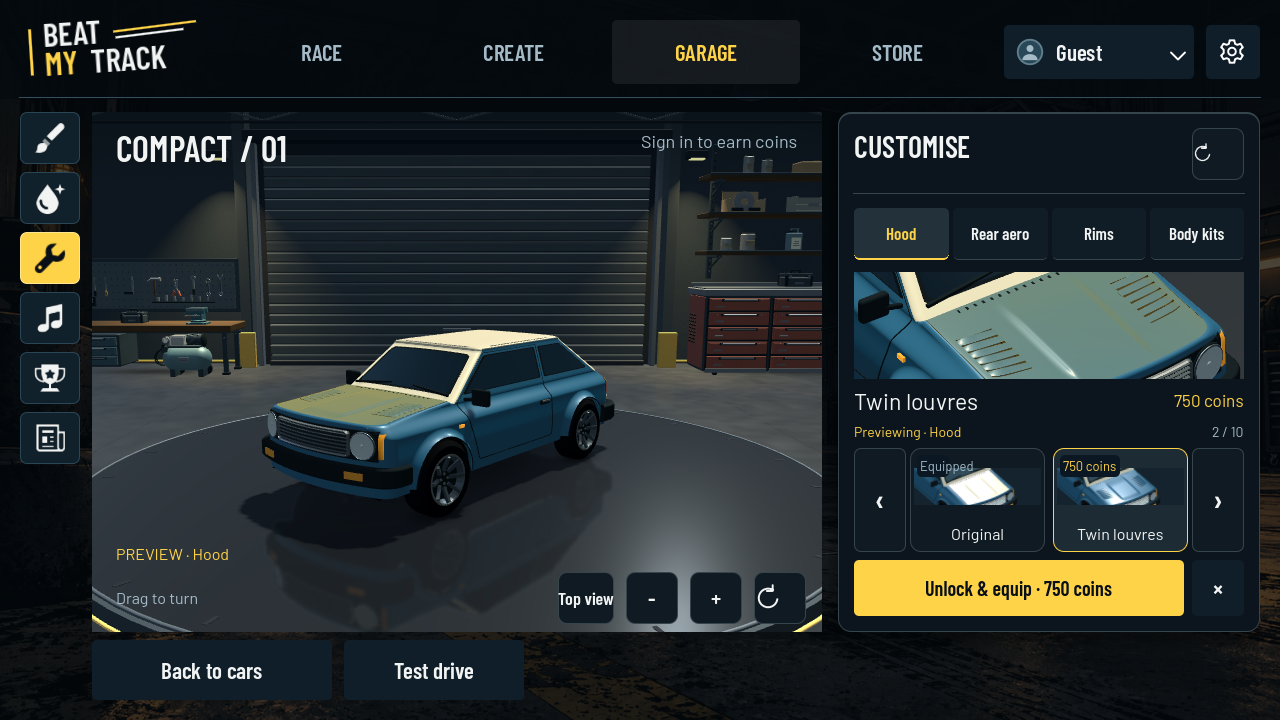 BEAT
MY TRACK
RACE
CREATE
GARAGE
STORE
Guest
COMPACT / 01
Sign in to earn coins
PREVIEW · Hood
Drag to turn
Top view
-
+
Back to cars
Test drive
CUSTOMISE
Hood
Rear aero
Rims
Body kits
Twin louvres
750 coins
Previewing · Hood
2 / 10
‹
Equipped
Original
750 coins
Twin louvres
›
Unlock & equip · 750 coins
×